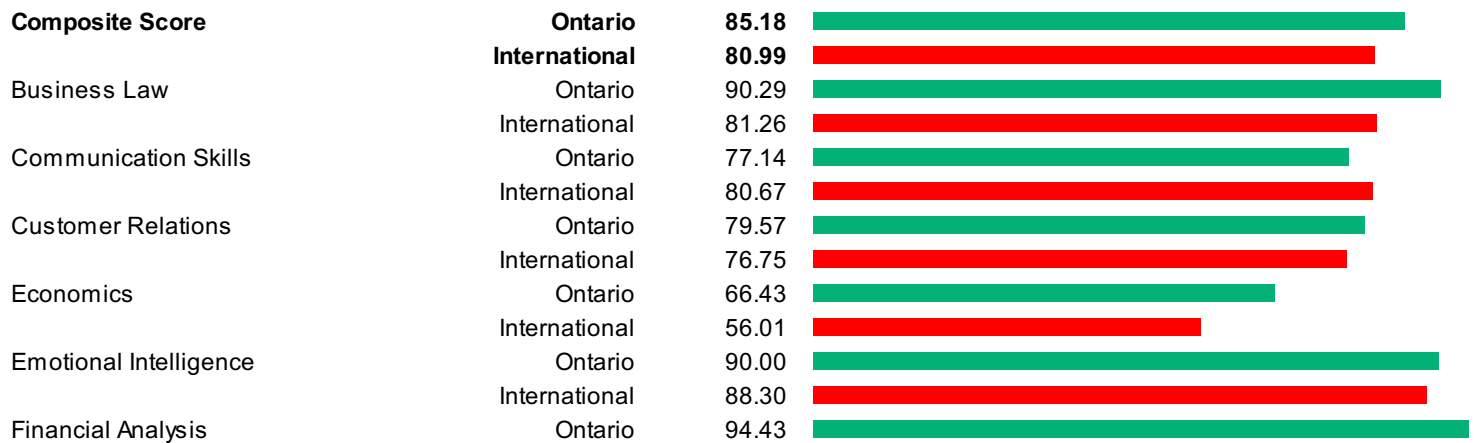 Composite Score Ontario 85.18
International 80.99
Business Law Ontario 90.29
International 81.26
Communication Skills Ontario 77.14
International 80.67
Customer Relations Ontario 79.57
International 76.75
Economics Ontario 66.43
International 56.01
Emotional Intelligence Ontario 90.00
International 88.30
Financial Analysis Ontario 94.43